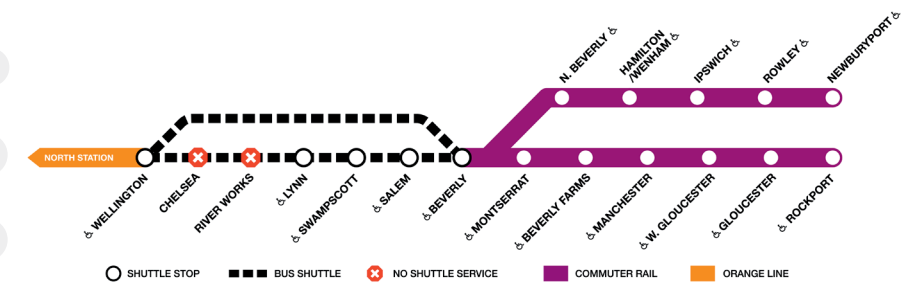 N. BEVERLY
HAMILTON
/WENHAM
IPSWICH
ROWLEY
NEWBURYPORT
NORTH STATION
WELLINGTON
CHELSEA
RIVER WORKS
LYNN
SWAMPSCOTT
SALEM
BEVERLY
MONTSERRAT
BEVERLY FARMS
MANCHESTER
W. GLOUCESTER
GLOUCESTER
ROCKPORT
SHUTTLE STOP
BUS SHUTTLE
NO SHUTTLE SERVICE
COMMUTER RAIL
ORANGE LINE